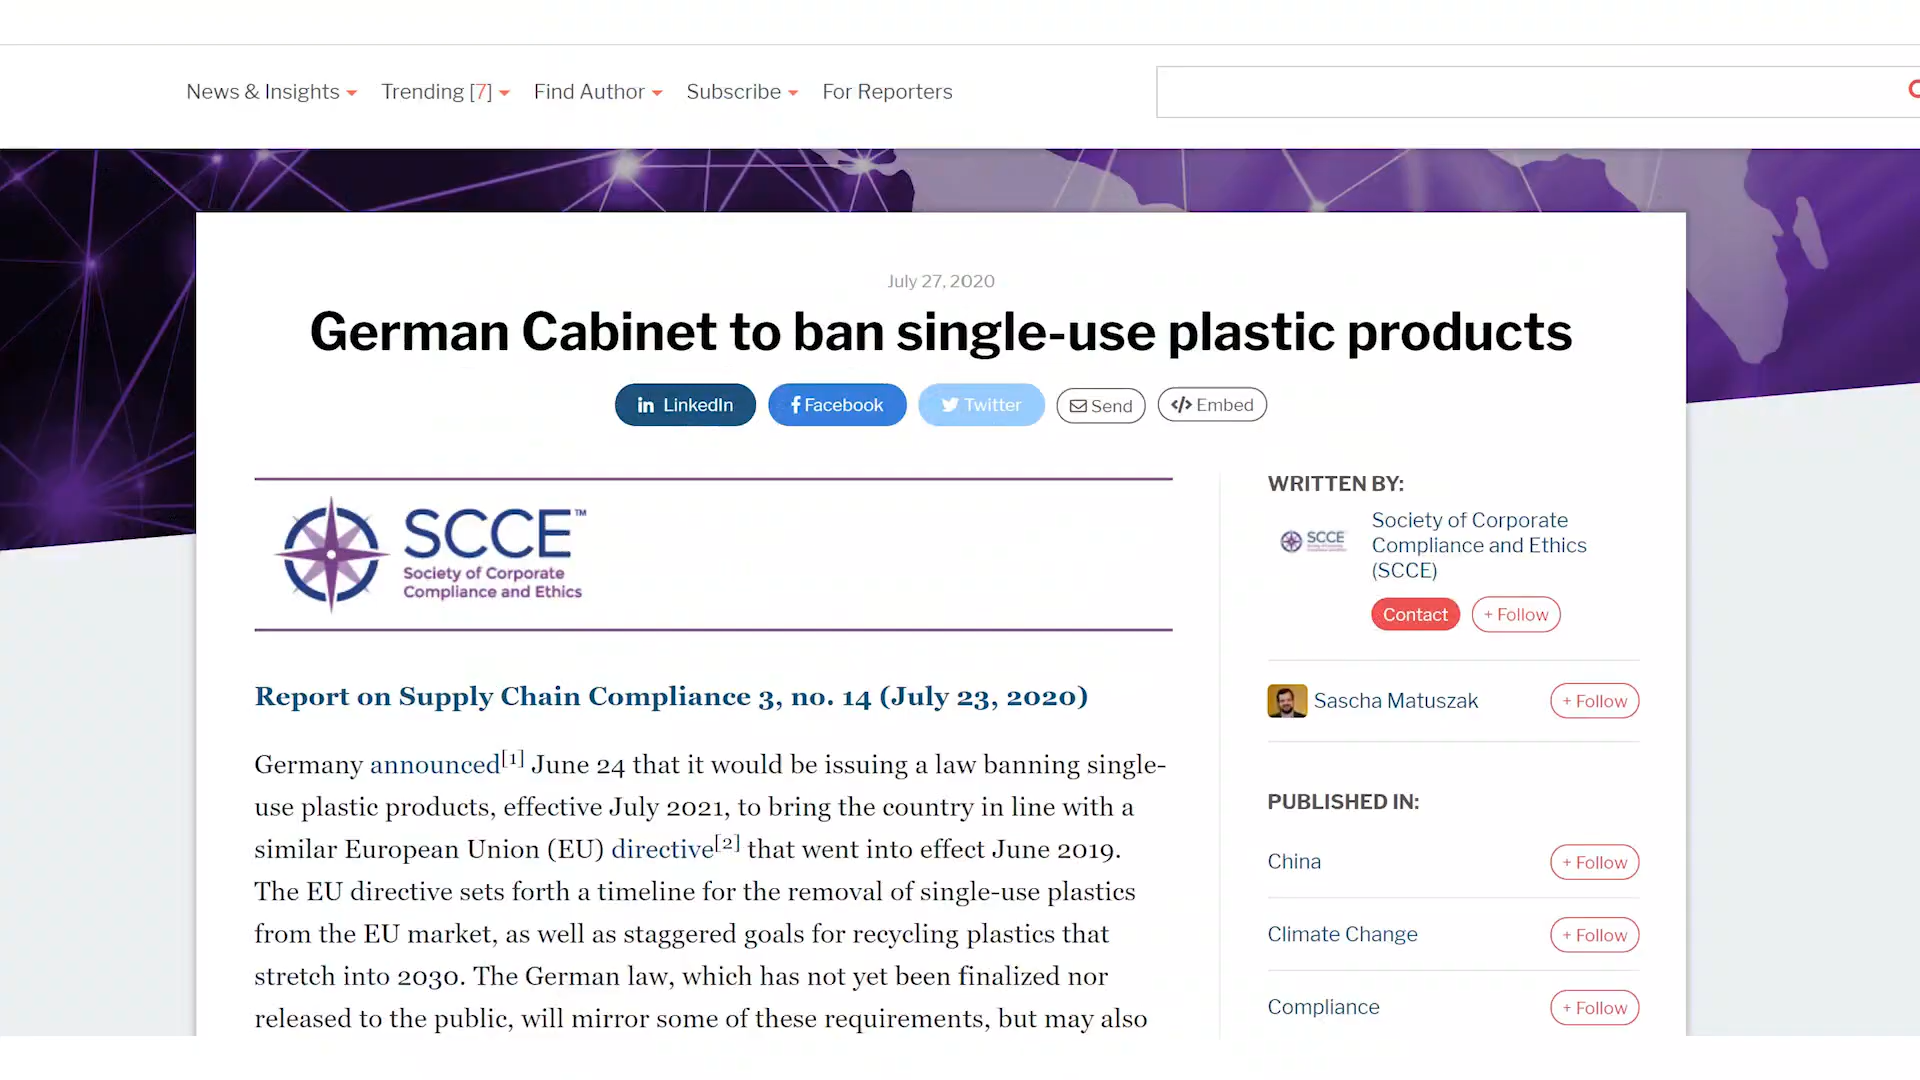 News & Insights
Trending [7]
Find Author
Subscribe
For Reporters
July 27, 2020
German Cabinet to ban single-use plastic products
in LinkedIn
f Facebook
Twitter
Send
</> Embed
SCCE™
Society of Corporate
Compliance and Ethics
Report on Supply Chain Compliance 3, no. 14 (July 23, 2020)
Germany announced[1] June 24 that it would be issuing a law banning single-
use plastic products, effective July 2021, to bring the country in line with a
similar European Union (EU) directive[2] that went into effect June 2019.
The EU directive sets forth a timeline for the removal of single-use plastics
from the EU market, as well as staggered goals for recycling plastics that
stretch into 2030. The German law, which has not yet been finalized nor
released to the public, will mirror some of these requirements, but may also
WRITTEN BY:
SCCE
Society of Corporate
Compliance and Ethics
(SCCE)
Contact
+ Follow
Sascha Matuszak
+ Follow
PUBLISHED IN:
China
+ Follow
Climate Change
+ Follow
Compliance
+ Follow